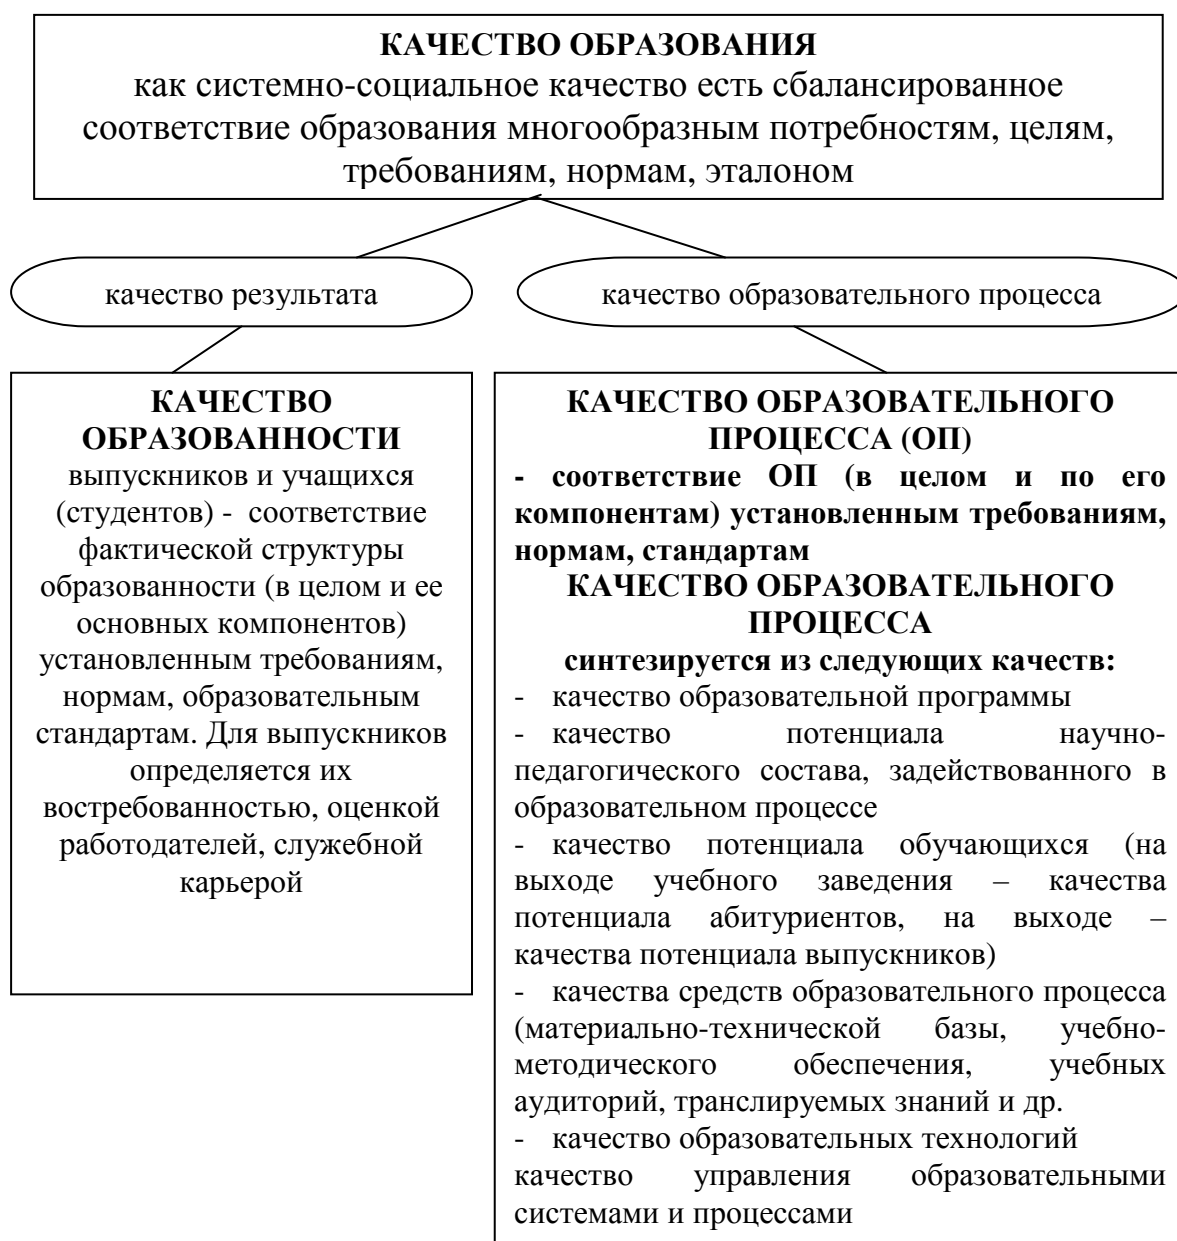 КАЧЕСТВО ОБРАЗОВАНИЯ
как системно-социальное качество есть сбалансированное
соответствие образования многообразным потребностям, целям,
требованиям, нормам, эталоном
качество результата
качество образовательного процесса
КАЧЕСТВО
ОБРАЗОВАННОСТИ
выпускников и учащихся
(студентов) - соответствие
фактической структуры
образованности (в целом и ее
основных компонентов)
установленным требованиям,
нормам, образовательным
стандартам. Для выпускников
определяется их
востребованностью, оценкой
работодателей, служебной
карьерой
КАЧЕСТВО ОБРАЗОВАТЕЛЬНОГО
ПРОЦЕССА (ОП)
- соответствие ОП (в целом и по его
компонентам) установленным требованиям,
нормам, стандартам
КАЧЕСТВО ОБРАЗОВАТЕЛЬНОГО
ПРОЦЕССА
синтезируется из следующих качеств:
- качество образовательной программы
- качество потенциала научно-
педагогического состава, задействованного в
образовательном процессе
- качество потенциала обучающихся (на
выходе учебного заведения – качества
потенциала абитуриентов, на выходе –
качества потенциала выпускников)
- качества средств образовательного процесса
(материально-технической базы, учебно-
методического обеспечения, учебных
аудиторий, транслируемых знаний и др.
- качество образовательных технологий
качество управления образовательными
системами и процессами